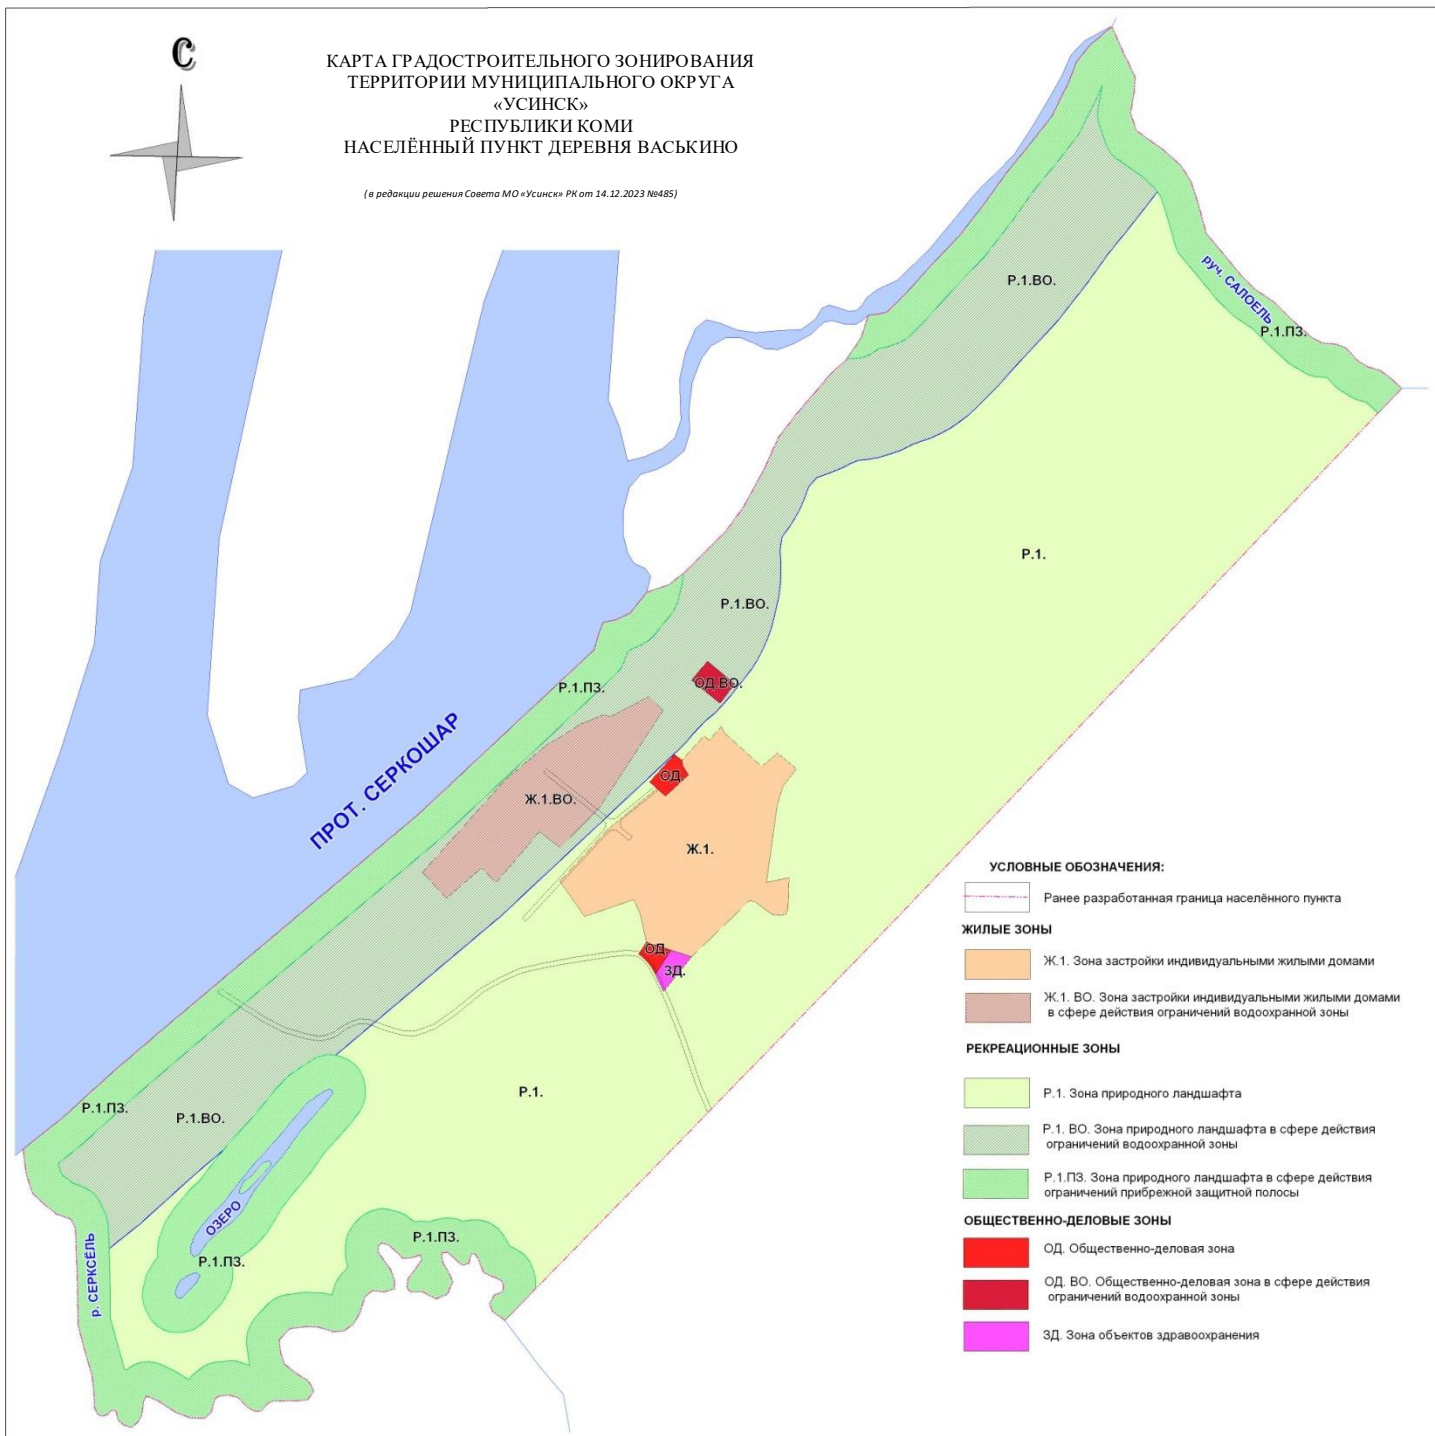 С
КАРТА ГРАДОСТРОИТЕЛЬНОГО ЗОНИРОВАНИЯ
ТЕРРИТОРИИ МУНИЦИПАЛЬНОГО ОКРУГА
«УСИНСК»
РЕСПУБЛИКИ КОМИ
НАСЕЛЁННЫЙ ПУНКТ ДЕРЕВНЯ ВАСЬКИНО
(в редакции решения Совета МО «Усинск» РК от 14.12.2023 №485)
Р.1.ВО.
руч. САЛОЕЛЬ
Р.1.ПЗ.
Р.1.
Р.1.ВО.
Р.1.ПЗ.
ОД.ВО.
ПРОТ. СЕРКОШАР
ОД.
Ж.1.ВО.
Ж.1.
ОД.
ЗД.
Р.1.
Р.1.ПЗ.
Р.1.ВО.
ОЗЕРО
Р.1.ПЗ.
Р.1.ПЗ.
р. СЕРКСЁЛЬ
УСЛОВНЫЕ ОБОЗНАЧЕНИЯ:
Ранее разработанная граница населённого пункта
ЖИЛЫЕ ЗОНЫ
Ж.1. Зона застройки индивидуальными жилыми домами
Ж.1. ВО. Зона застройки индивидуальными жилыми домами
в сфере действия ограничений водоохранной зоны
РЕКРЕАЦИОННЫЕ ЗОНЫ
Р.1. Зона природного ландшафта
Р.1. ВО. Зона природного ландшафта в сфере действия
ограничений водоохранной зоны
Р.1.ПЗ. Зона природного ландшафта в сфере действия
ограничений прибрежной защитной полосы
ОБЩЕСТВЕННО-ДЕЛОВЫЕ ЗОНЫ
ОД. Общественно-деловая зона
ОД. ВО. Общественно-деловая зона в сфере действия
ограничений водоохранной зоны
ЗД. Зона объектов здравоохранения